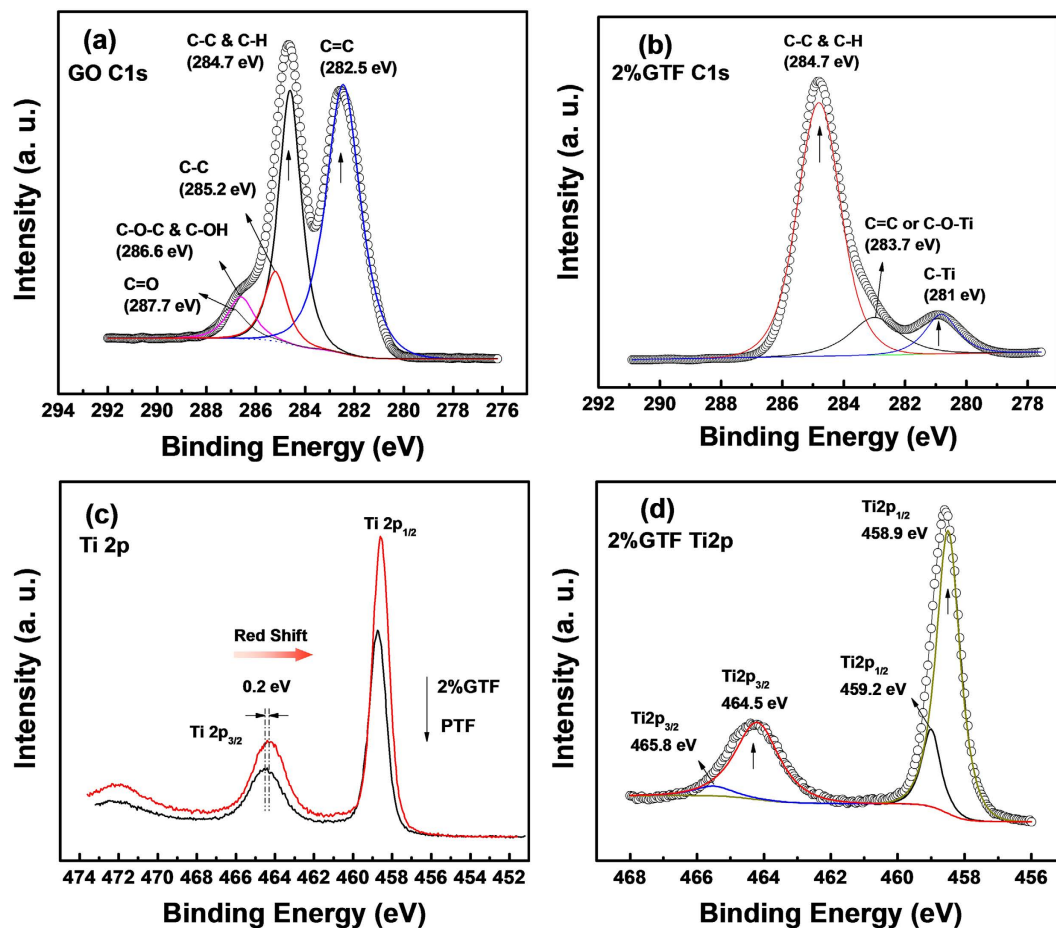 (a)
GO C1s
C-C & C-H
(284.7 eV)
C=C
(282.5 eV)
C-C
(285.2 eV)
C-O-C & C-OH
(286.6 eV)
C=O
(287.7 eV)
Intensity (a. u.)
294 292 290 288 286 284 282 280 278 276
Binding Energy (eV)
(b)
2%GTF C1s
C-C & C-H
(284.7 eV)
C=C or C-O-Ti
(283.7 eV)
C-Ti
(281 eV)
Intensity (a. u.)
292 290 288 286 284 282 280 278
Binding Energy (eV)
(c)
Ti 2p
Ti 2p1/2
Red Shift
0.2 eV
2%GTF
PTF
Ti 2p3/2
Intensity (a. u.)
474 472 470 468 466 464 462 460 458 456 454 452
Binding Energy (eV)
(d)
2%GTF Ti2p
Ti2p1/2
458.9 eV
Ti2p1/2
459.2 eV
Ti2p3/2
464.5 eV
Ti2p3/2
465.8 eV
Intensity (a. u.)
468 466 464 462 460 458 456
Binding Energy (eV)